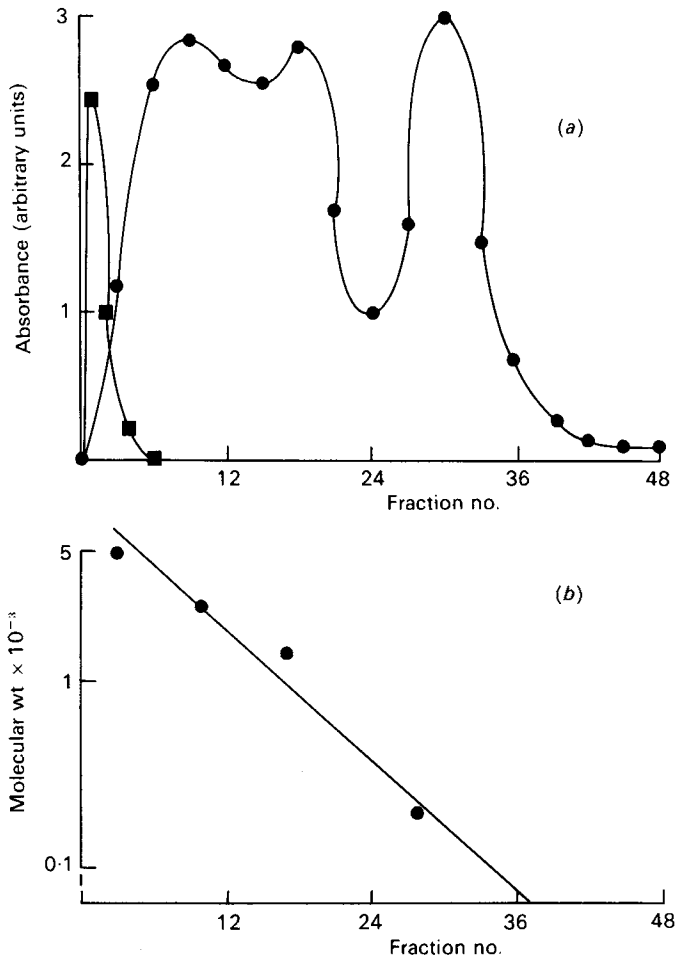 3
2
1
Absorbance (arbitrary units)
(a)
12
24
36
48
Fraction no.
5
1
0·1
Molecular wt × 10⁻³
(b)
12
24
36
48
Fraction no.